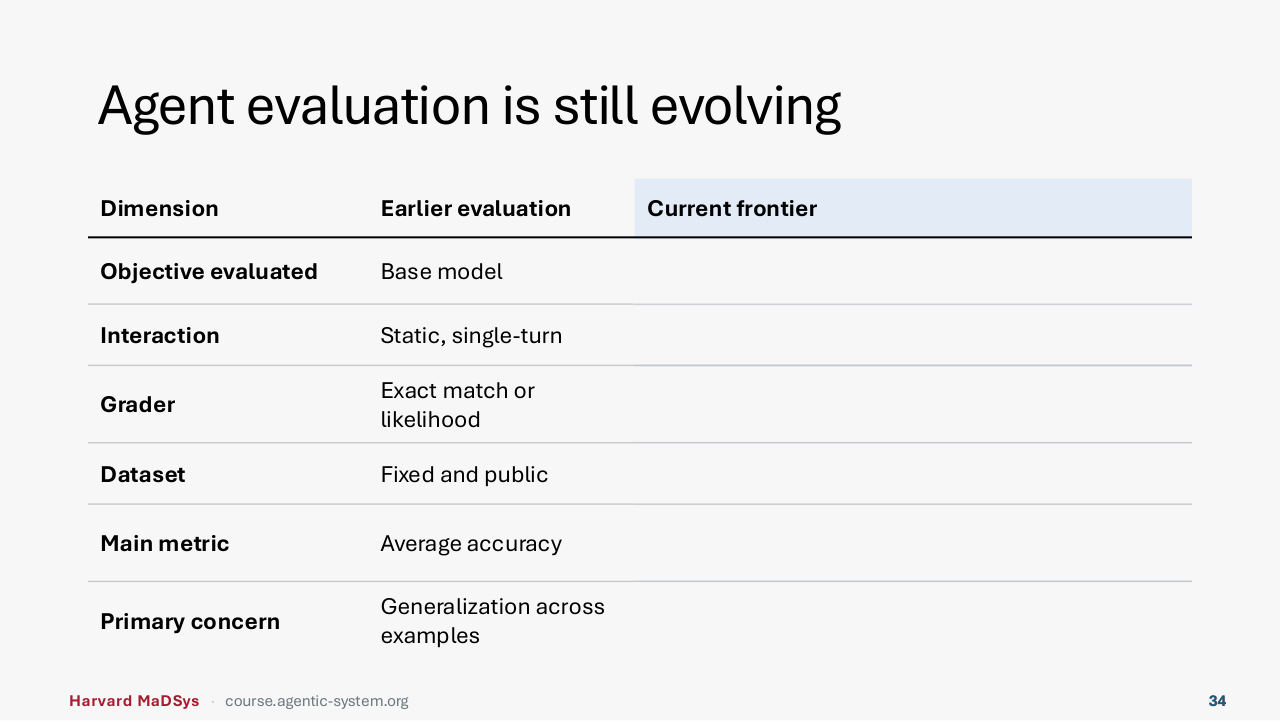 Agent evaluation is still evolving
Dimension
Earlier evaluation
Current frontier
Objective evaluated
Base model
Interaction
Static, single-turn
Grader
Exact match or
likelihood
Dataset
Fixed and public
Main metric
Average accuracy
Primary concern
Generalization across
examples
Harvard MaDSys · course.agentic-system.org
34